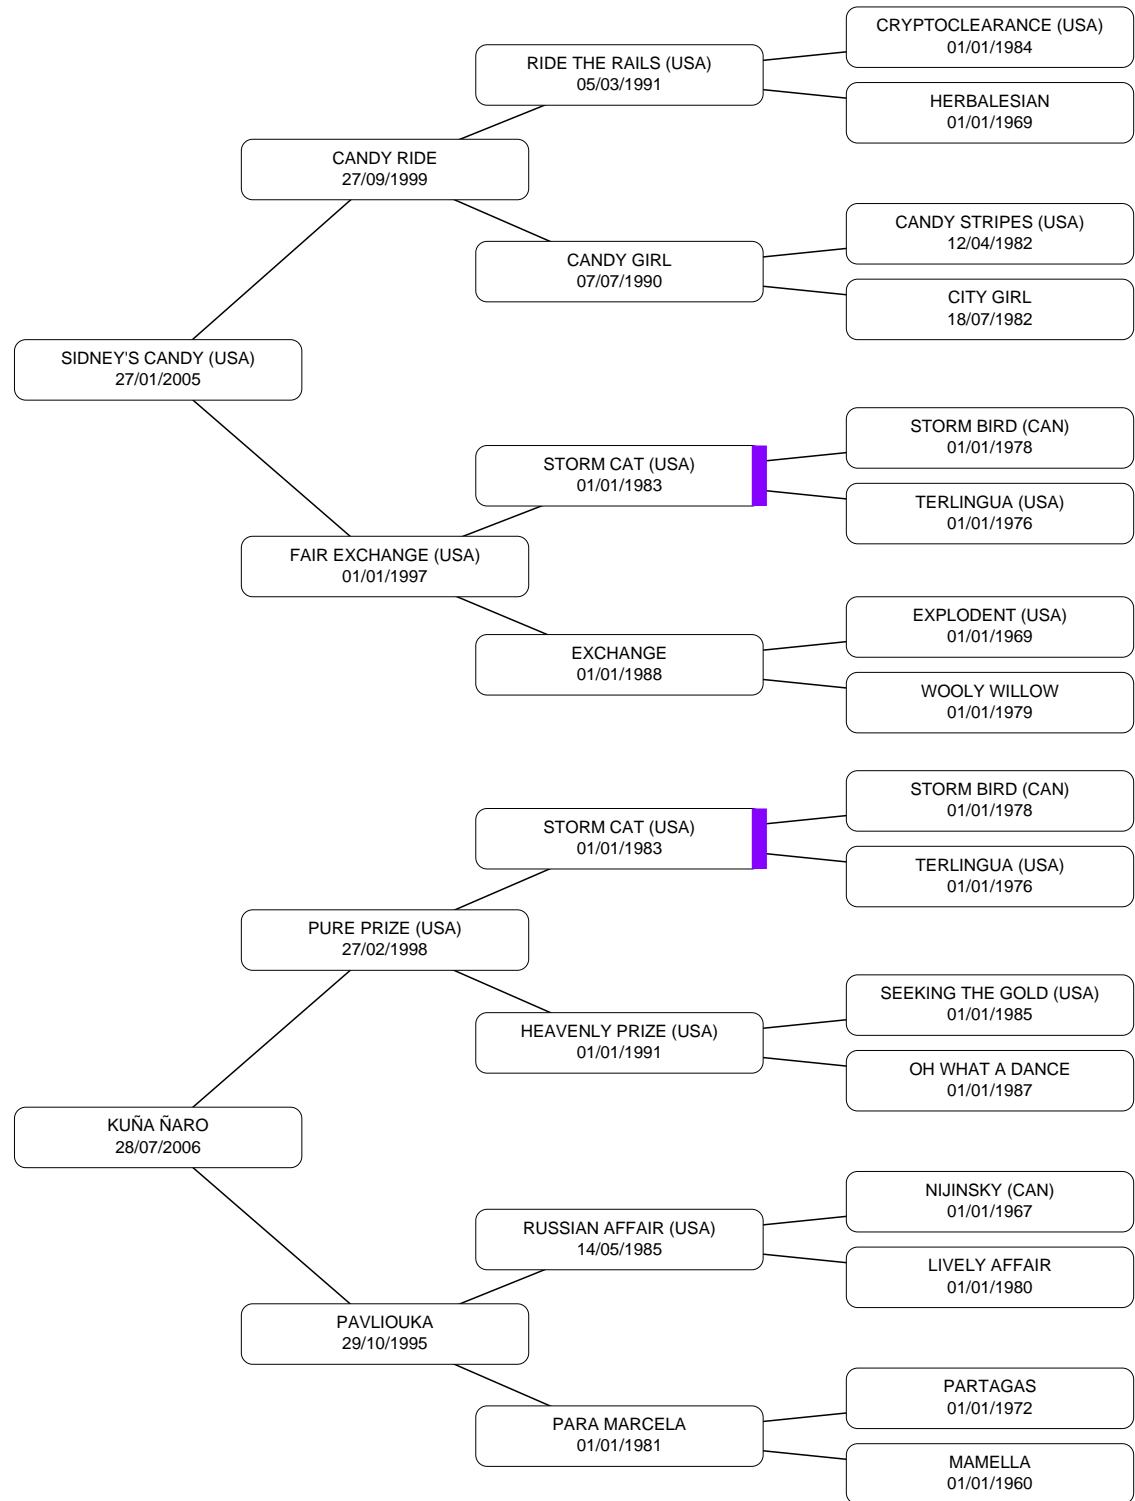 CRYPTOCLEARANCE (USA)
01/01/1984
RIDE THE RAILS (USA)
05/03/1991
HERBALESIAN
01/01/1969
CANDY RIDE
27/09/1999
CANDY STRIPES (USA)
12/04/1982
CANDY GIRL
07/07/1990
CITY GIRL
18/07/1982
SIDNEY'S CANDY (USA)
27/01/2005
STORM BIRD (CAN)
01/01/1978
STORM CAT (USA)
01/01/1983
TERLINGUA (USA)
01/01/1976
FAIR EXCHANGE (USA)
01/01/1997
EXPLODENT (USA)
01/01/1969
EXCHANGE
01/01/1988
WOOLY WILLOW
01/01/1979
STORM BIRD (CAN)
01/01/1978
STORM CAT (USA)
01/01/1983
TERLINGUA (USA)
01/01/1976
PURE PRIZE (USA)
27/02/1998
SEEKING THE GOLD (USA)
01/01/1985
HEAVENLY PRIZE (USA)
01/01/1991
OH WHAT A DANCE
01/01/1987
KUÑA ÑARO
28/07/2006
NIJINSKY (CAN)
01/01/1967
RUSSIAN AFFAIR (USA)
14/05/1985
LIVELY AFFAIR
01/01/1980
PAVLIOUKA
29/10/1995
PARTAGAS
01/01/1972
PARA MARCELA
01/01/1981
MAMELLA
01/01/1960